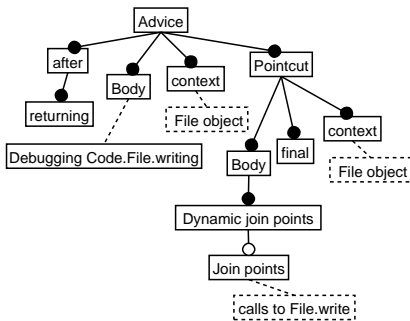 Advice
after
Body
context
Pointcut
returning
File object
context
Debugging Code.File.writing
Body
final
File object
Dynamic join points
Join points
calls to File.write